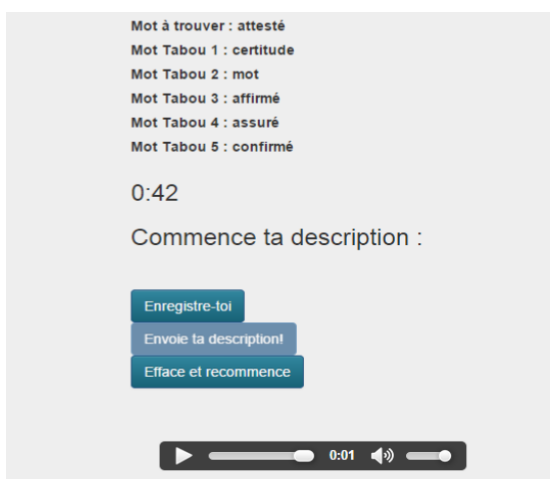 Mot à trouver : attesté
Mot Tabou 1 : certitude
Mot Tabou 2 : mot
Mot Tabou 3 : affirmé
Mot Tabou 4 : assuré
Mot Tabou 5 : confirmé
0:42
Commence ta description :
Enregistre-toi
Envoie ta description!
Efface et recommence
0:01